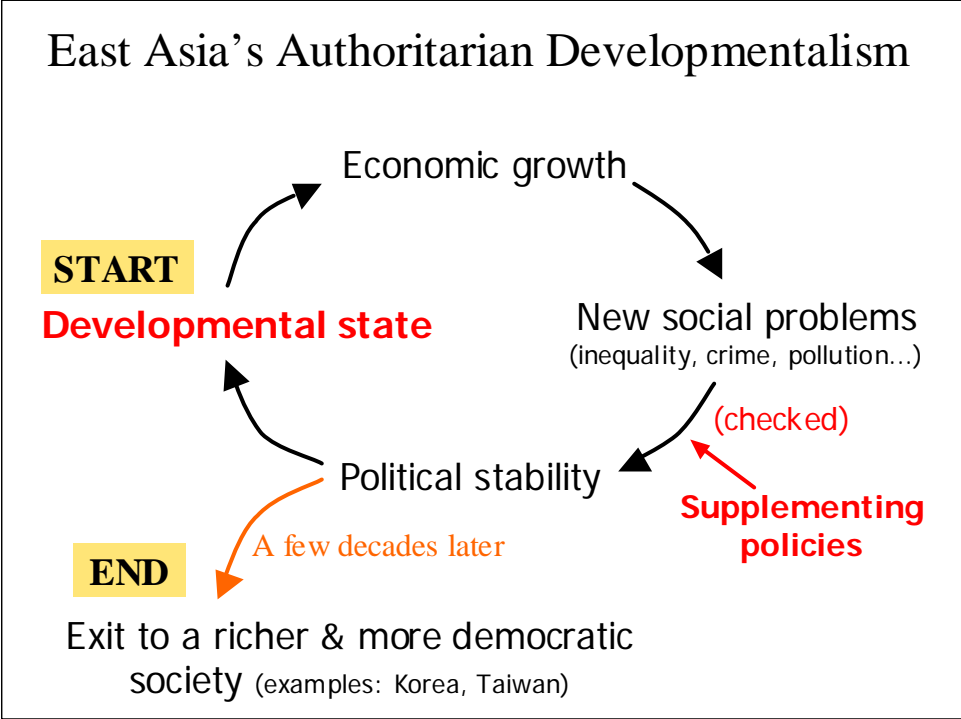 East Asia's Authoritarian Developmentalism
Economic growth
START
Developmental state
New social problems
(inequality, crime, pollution…)
(checked)
Political stability
Supplementing
policies
A few decades later
END
Exit to a richer & more democratic
society (examples: Korea, Taiwan)